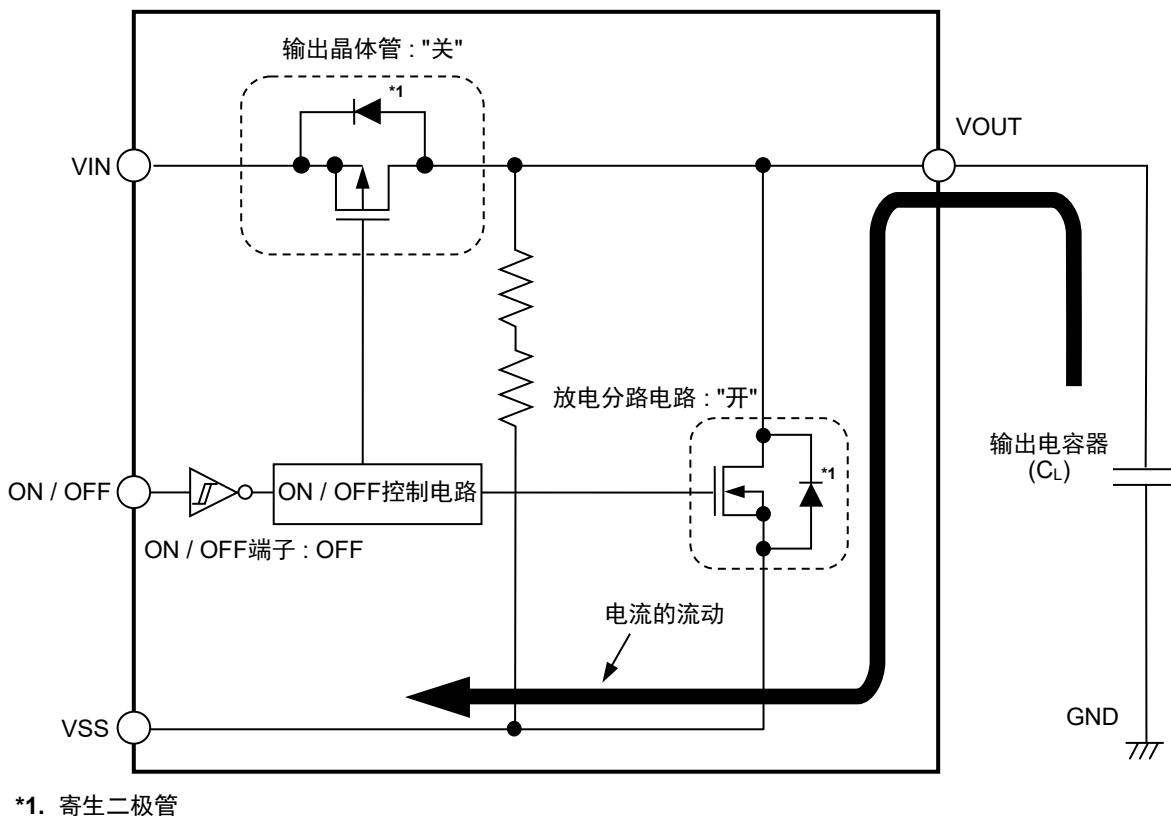 输出晶体管 : "关"
*1
VOUT
VIN
放电分路电路 : "开"
*1
输出电容器
(CL)
ON / OFF
ON / OFF控制电路
ON / OFF端子 : OFF
电流的流动
VSS
GND
*1. 寄生二极管